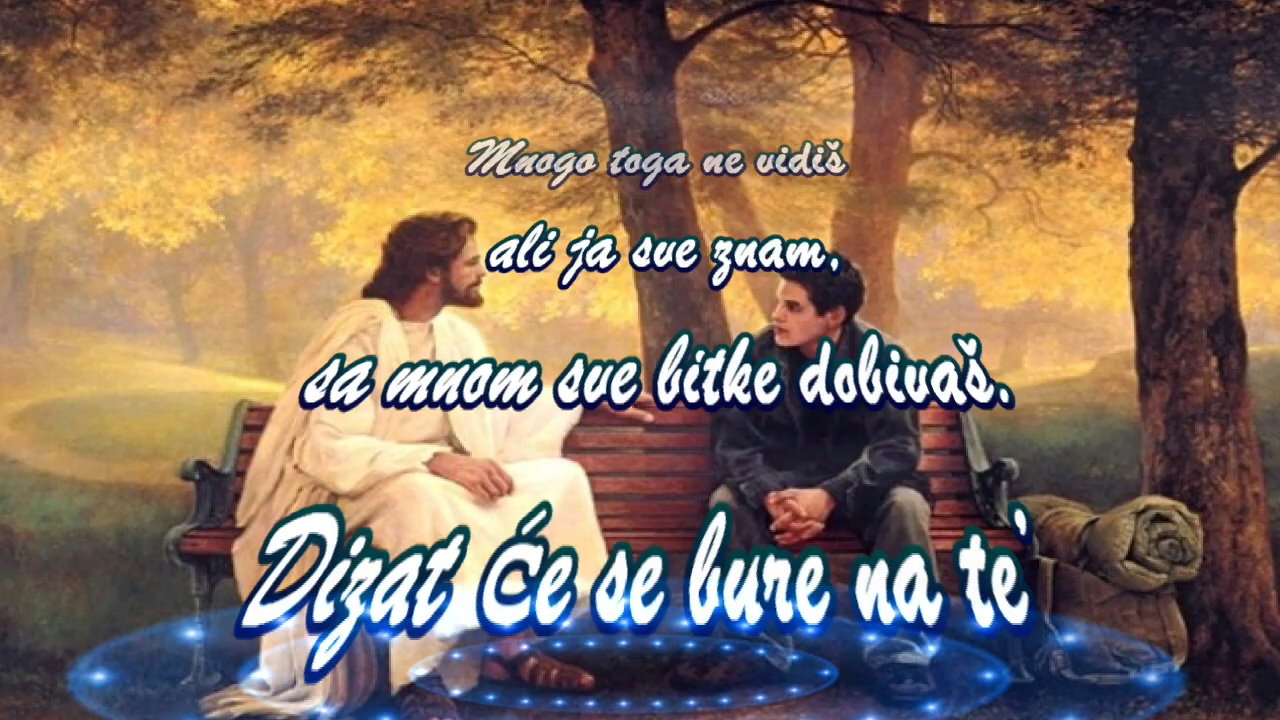 Mnogo toga ne vidiš
ali ja sve znam,
sa mnom sve bitke dobivaš.
Dizat će se bure na te'